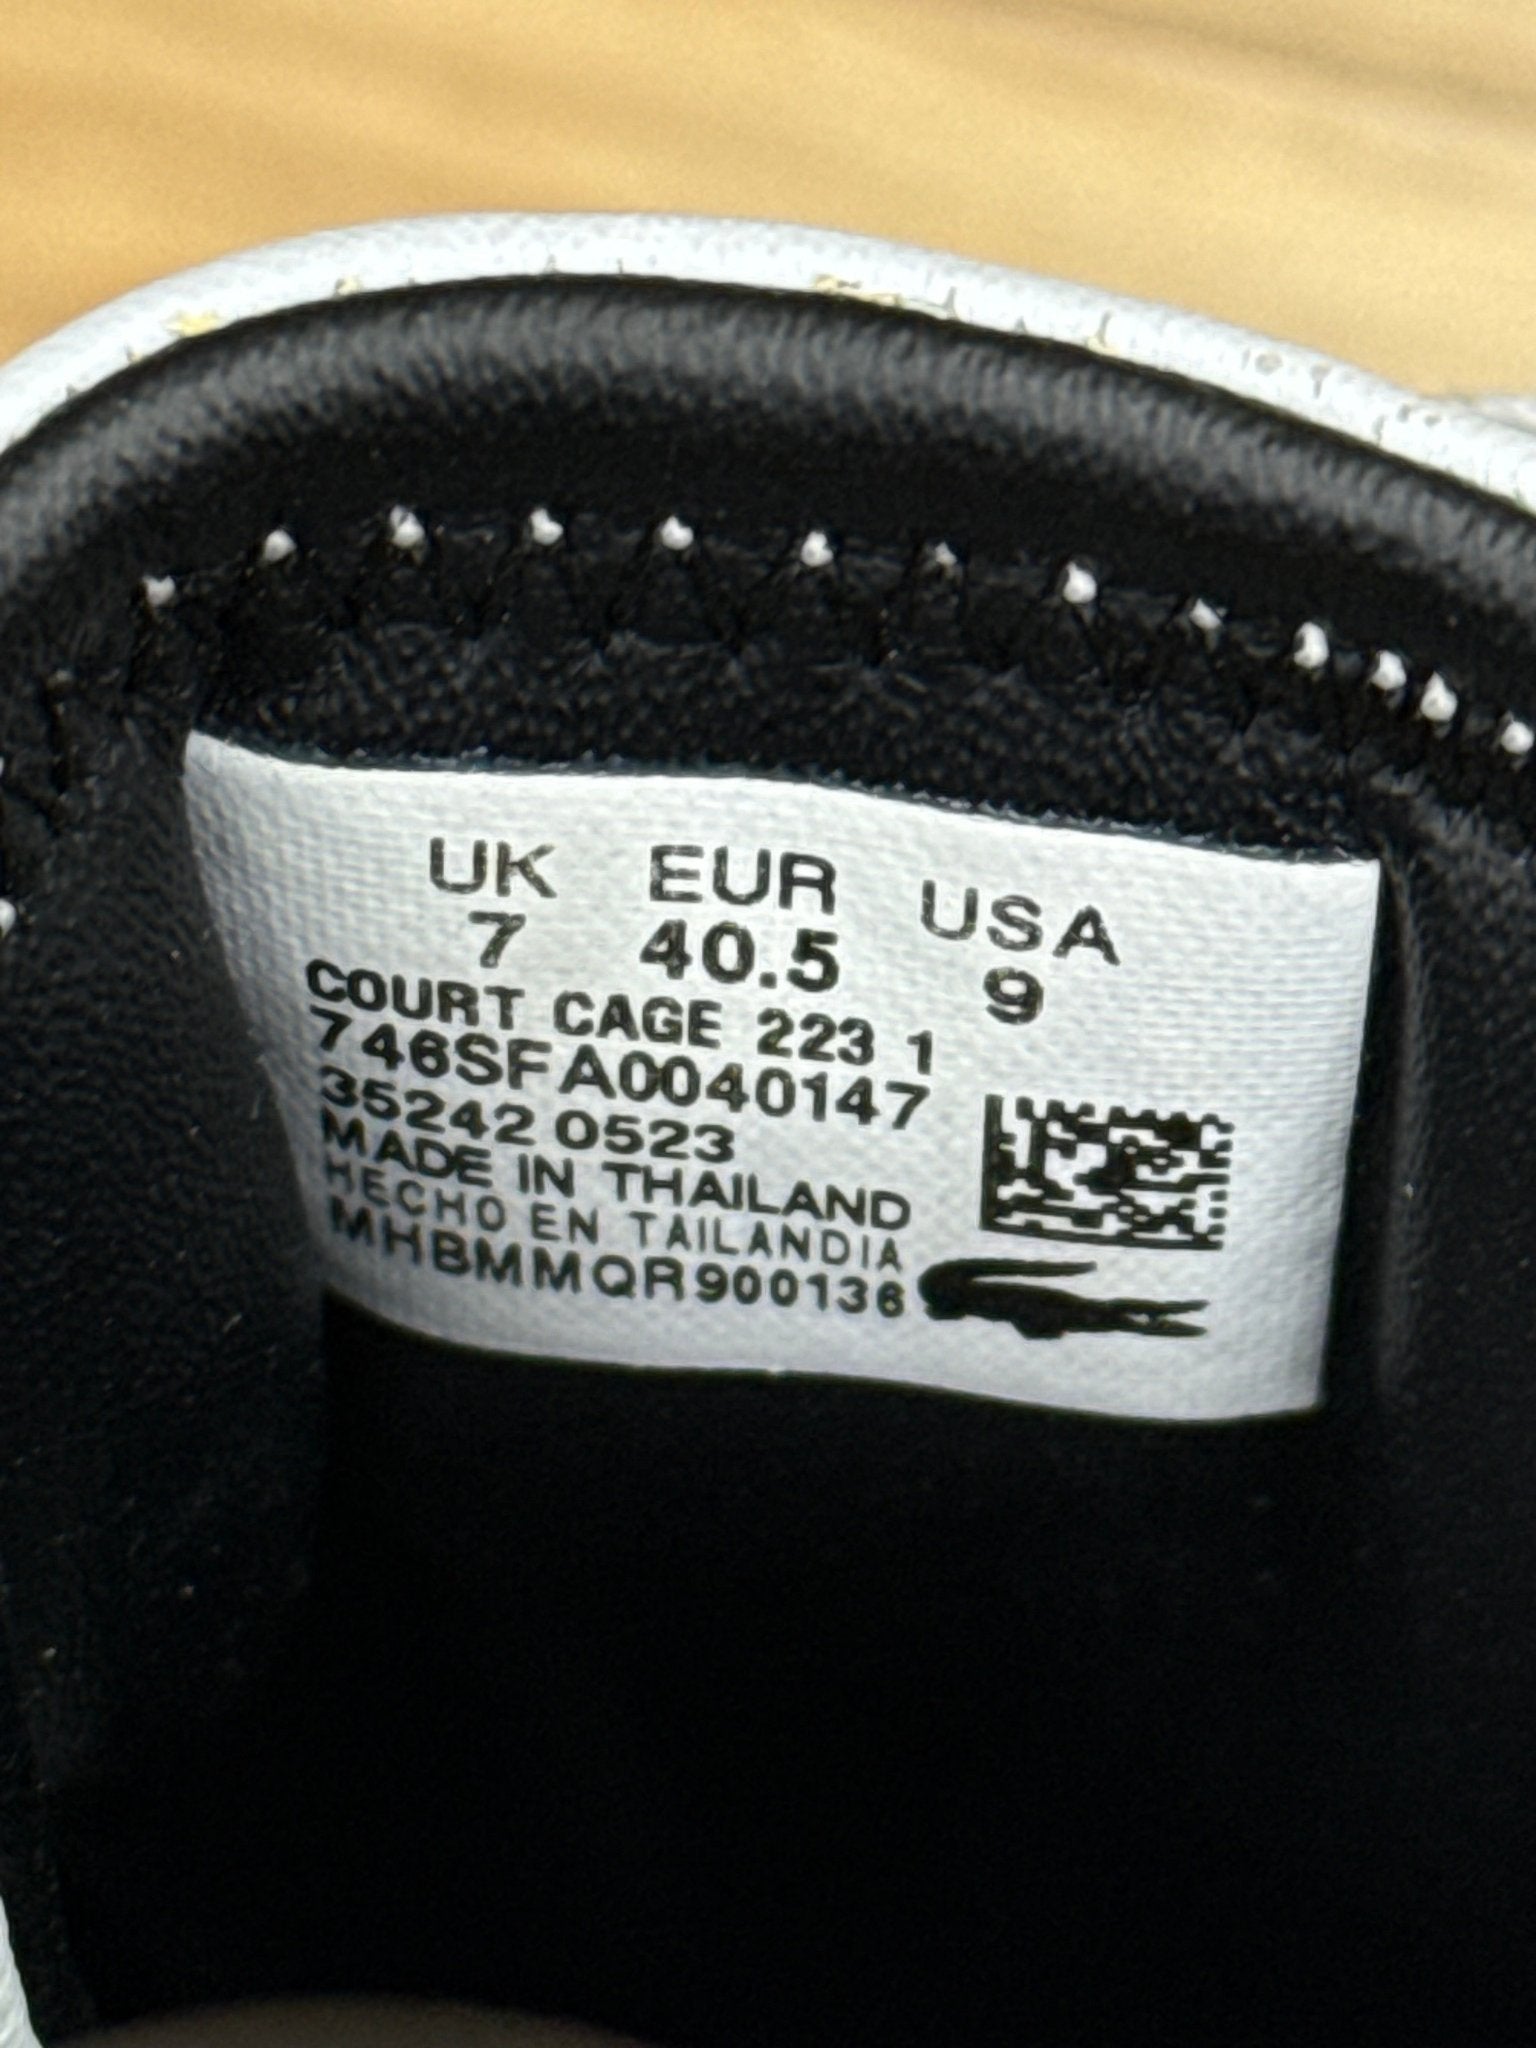 UK EUR USA
7 40.5 9
COURT CAGE 223 1
746SFA0040147
35242 0523
MADE IN THAILAND
HECHO EN TAILANDIA
MHBMMQR900136